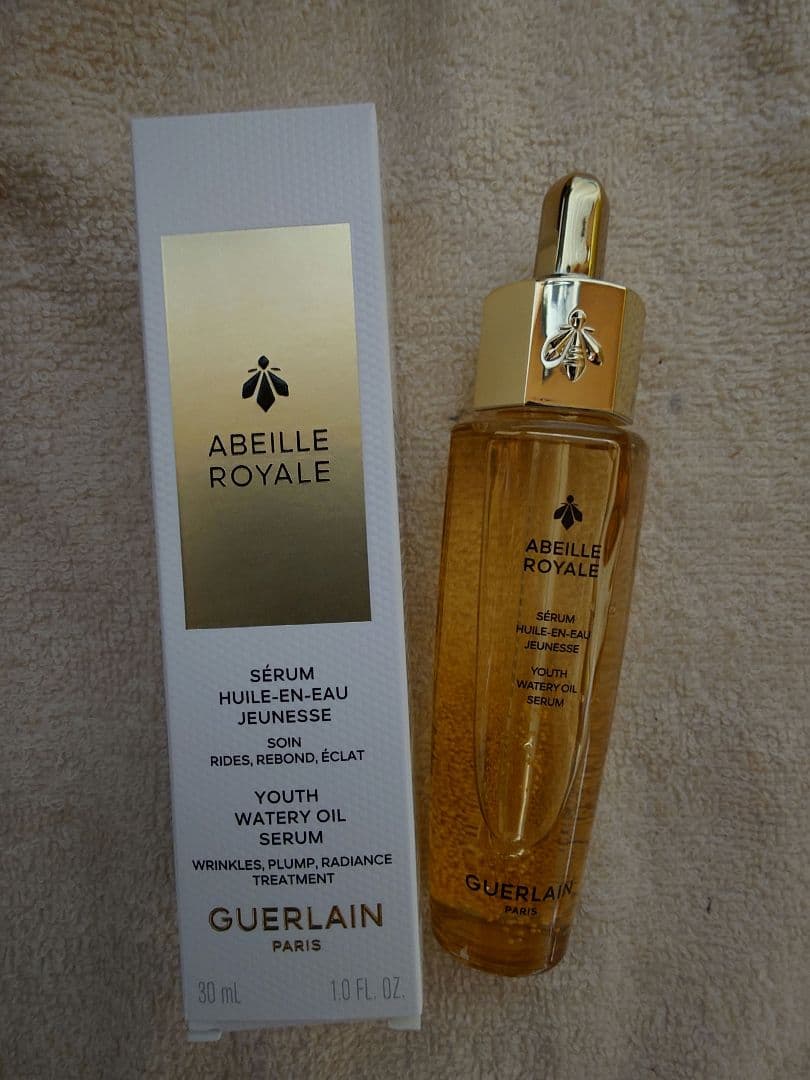 ABEILLE
ROYALE
SÉRUM
HUILE-EN-EAU
JEUNESSE
SOIN
RIDES, REBOND, ÉCLAT
YOUTH
WATERY OIL
SERUM
WRINKLES, PLUMP, RADIANCE
TREATMENT
GUERLAIN
PARIS
30 mL 1.0 FL. OZ.
ABEILLE
ROYALE
SÉRUM
HUILE-EN-EAU
JEUNESSE
YOUTH
WATERY OIL
SERUM
GUERLAIN
PARIS